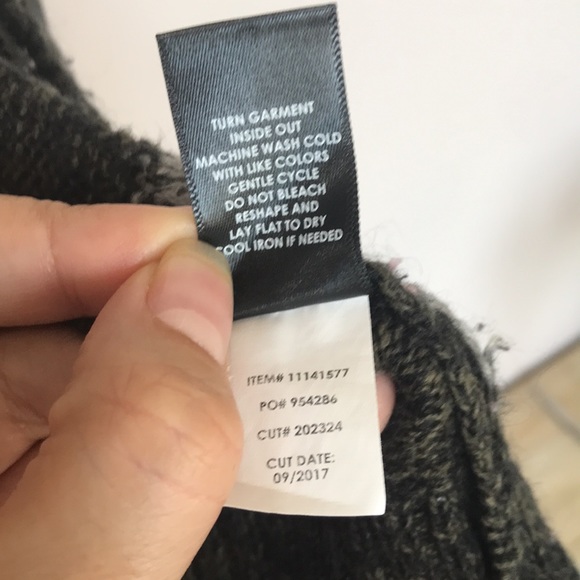 TURN GARMENT
INSIDE OUT
MACHINE WASH COLD
WITH LIKE COLORS
GENTLE CYCLE
DO NOT BLEACH
RESHAPE AND
LAY FLAT TO DRY
COOL IRON IF NEEDED
ITEM# 11141577
PO# 954286
CUT# 202324
CUT DATE:
09/2017